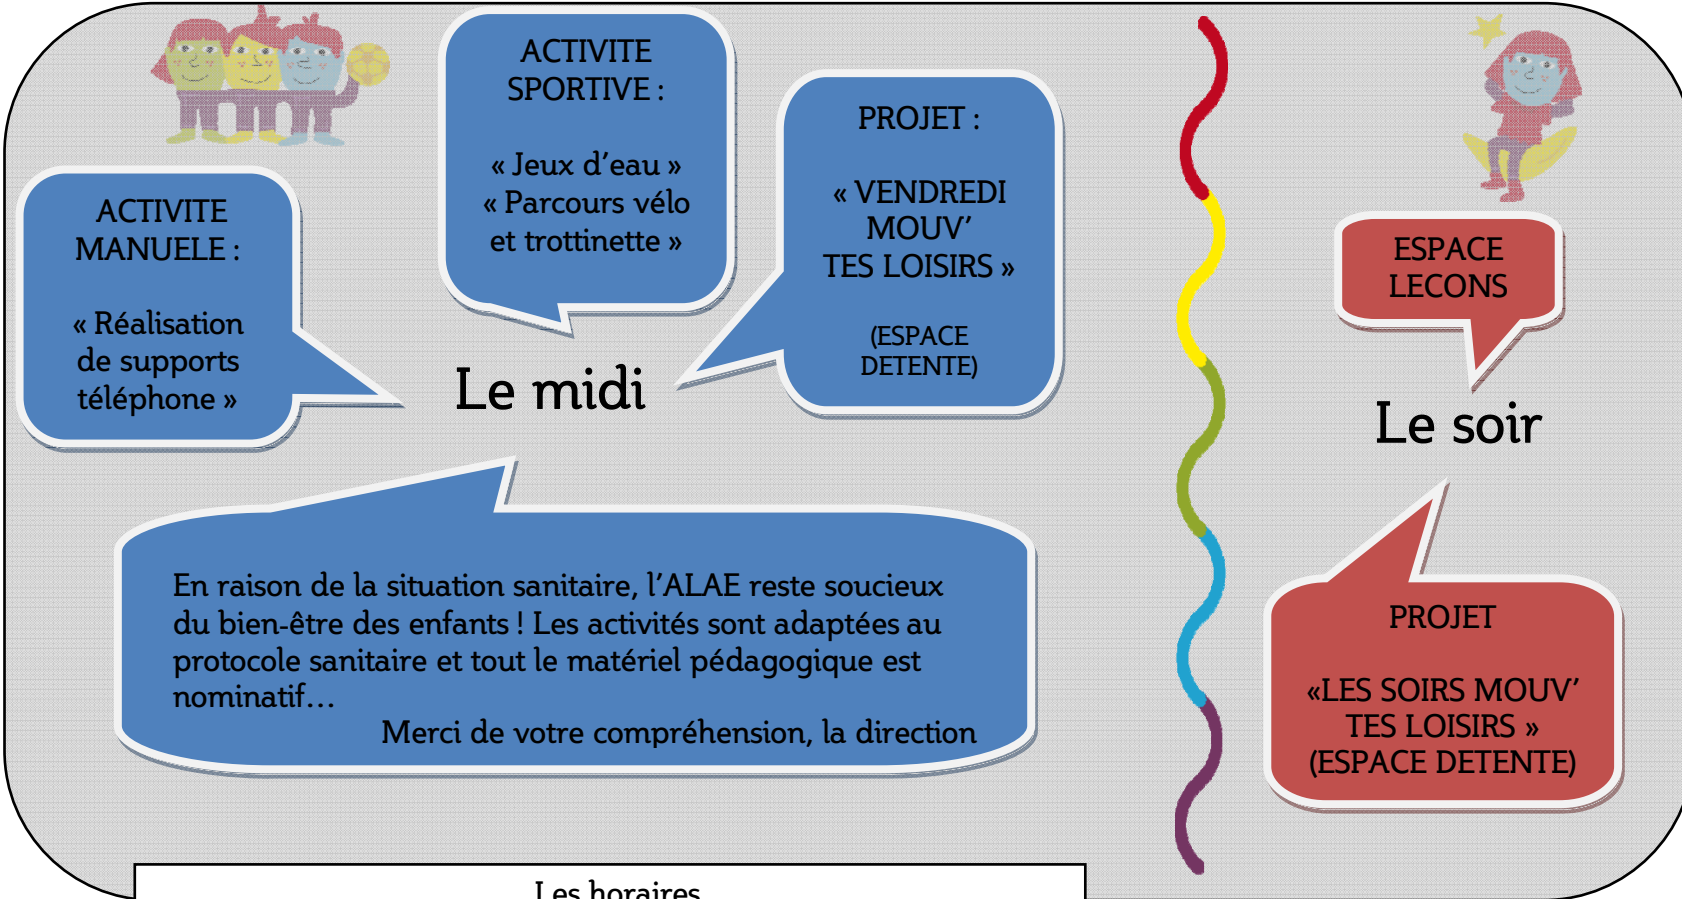 ACTIVITE
MANUELE :
« Réalisation
de supports
téléphone »
ACTIVITE
SPORTIVE :
« Jeux d’eau »
« Parcours vélo
et trottinette »
PROJET :
« VENDREDI
MOUV’
TES LOISIRS »
(ESPACE
DETENTE)
Le midi
En raison de la situation sanitaire, l’ALAE reste soucieux
du bien-être des enfants ! Les activités sont adaptées au
protocole sanitaire et tout le matériel pédagogique est
nominatif…
Merci de votre compréhension, la direction
ESPACE
LECONS
Le soir
PROJET
«LES SOIRS MOUV’
TES LOISIRS »
(ESPACE DETENTE)
Les horaires